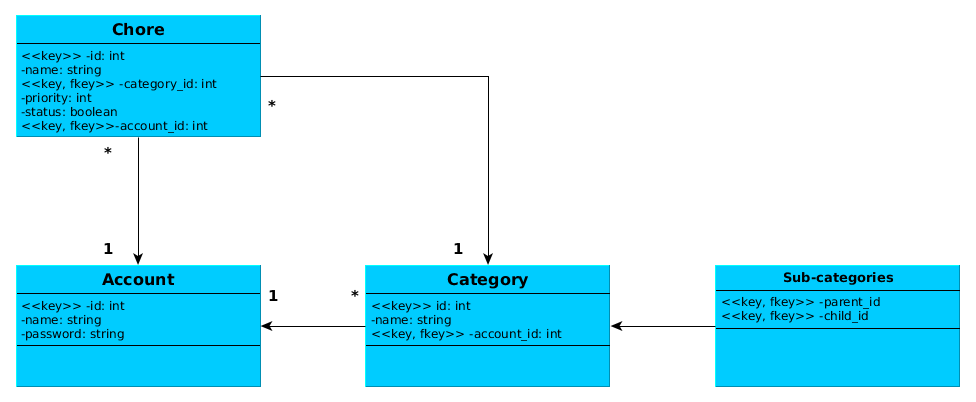 Chore
<<key>> -id: int
-name: string
<<key, fkey>> -category_id: int
-priority: int
-status: boolean
<<key, fkey>>-account_id: int
*
*
1
1
Account
<<key>> -id: int
-name: string
-password: string
1
*
Category
<<key>> id: int
-name: string
<<key, fkey>> -account_id: int
Sub-categories
<<key, fkey>> -parent_id
<<key, fkey>> -child_id